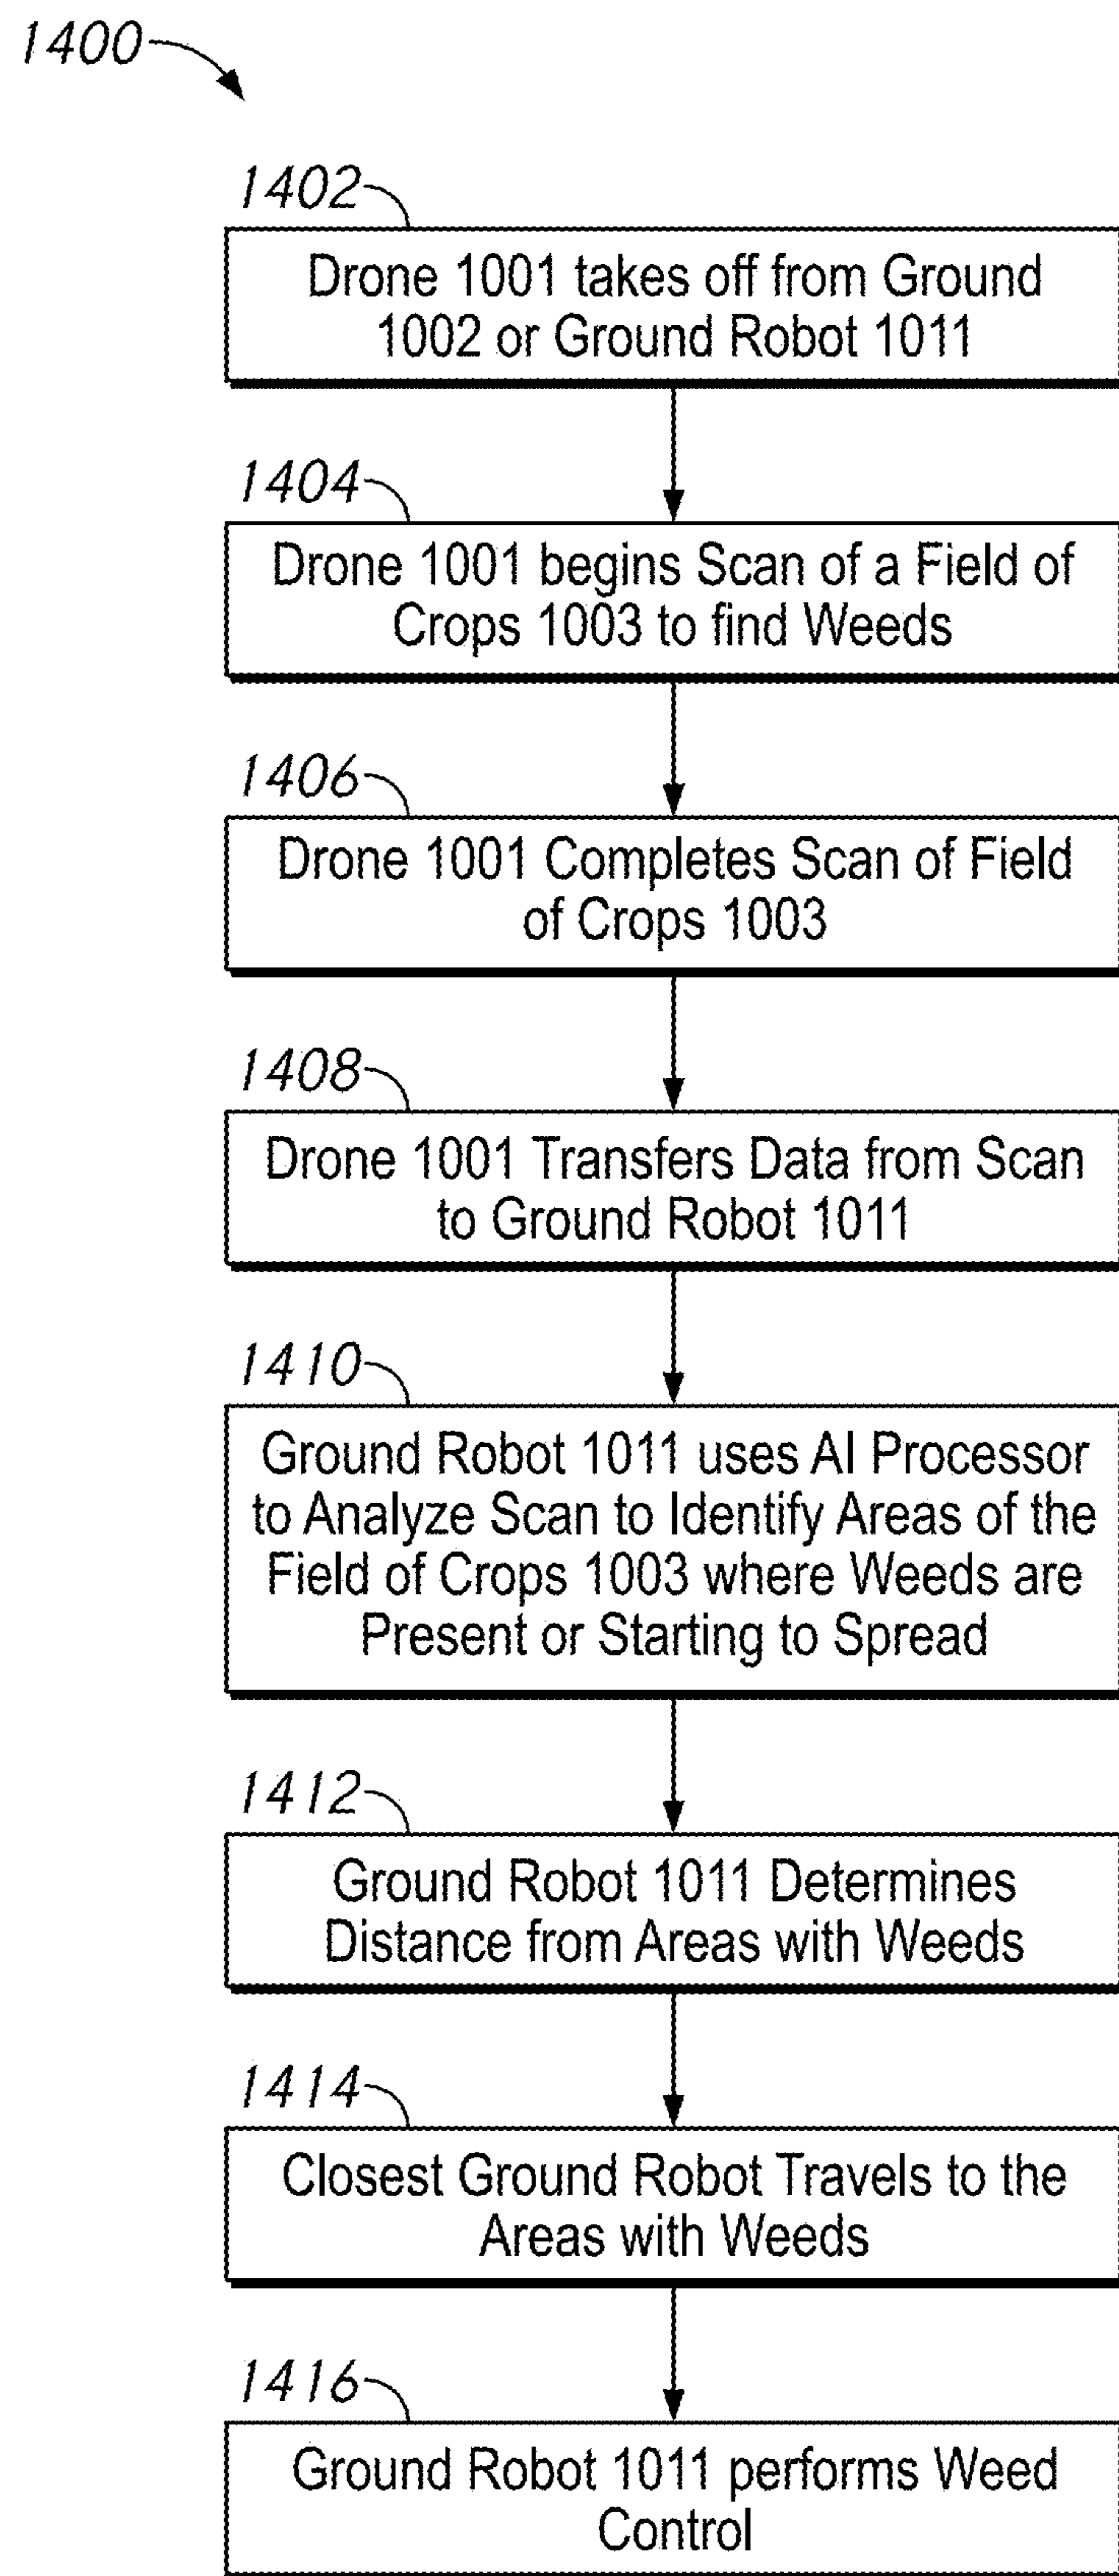 1400
1402
Drone 1001 takes off from Ground
1002 or Ground Robot 1011
1404
Drone 1001 begins Scan of a Field of
Crops 1003 to find Weeds
1406
Drone 1001 Completes Scan of Field
of Crops 1003
1408
Drone 1001 Transfers Data from Scan
to Ground Robot 1011
1410
Ground Robot 1011 uses AI Processor
to Analyze Scan to Identify Areas of the
Field of Crops 1003 where Weeds are
Present or Starting to Spread
1412
Ground Robot 1011 Determines
Distance from Areas with Weeds
1414
Closest Ground Robot Travels to the
Areas with Weeds
1416
Ground Robot 1011 performs Weed
Control